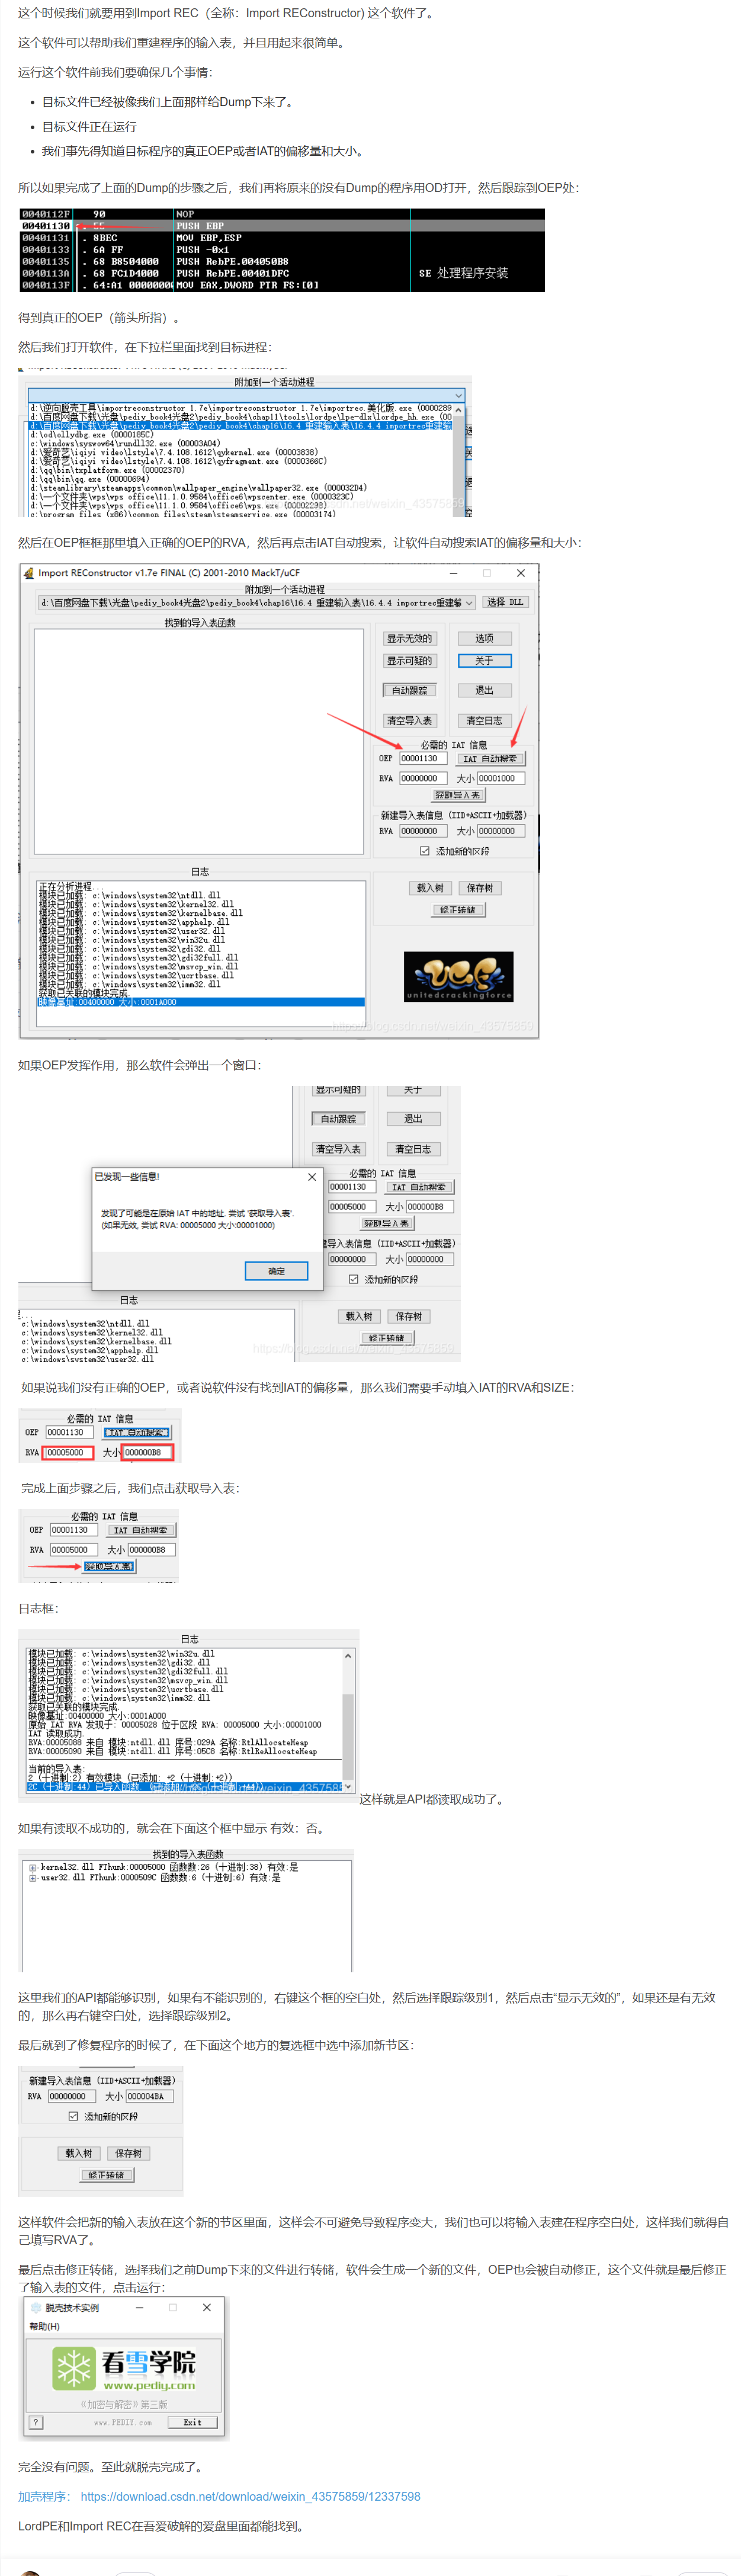 这个时候我们就要用到Import REC（全称：Import REConstructor) 这个软件了。
这个软件可以帮助我们重建程序的输入表，并且用起来很简单。
运行这个软件前我们要确保几个事情：
目标文件已经被像我们上面那样给Dump下来了。
目标文件正在运行
我们事先得知道目标程序的真正OEP或者IAT的偏移量和大小。
所以如果完成了上面的Dump的步骤之后，我们再将原来的没有Dump的程序用OD打开，然后跟踪到OEP处：
0040112F 90 NOP
00401130 . 55 PUSH EBP
00401131 . 8BEC MOV EBP,ESP
00401133 . 6A FF PUSH -0x1
00401135 . 68 B8504000 PUSH RebPE.004050B8
0040113A . 68 FC1D4000 PUSH RebPE.00401DFC SE 处理程序安装
0040113F . 64:A1 0000000 MOV EAX,DWORD PTR FS:[0]
得到真正的OEP（箭头所指）。
然后我们打开软件，在下拉栏里面找到目标进程：
附加到一个活动进程
d:\逆向脱壳工具\importreconstructor 1.7e\importreconstructor 1.7e\importrec.美化版.exe (0000289
d:\百度网盘下载\光盘\pediy_book4光盘2\pediy_book4\chap11\tools\lordpe\lpe-dlx\lordpe_hh.exe (00
d:\百度网盘下载\光盘\pediy_book4光盘2\pediy_book4\chap16\16.4 重建输入表\16.4.4 importrec重建输
d:\od\ollydbg.exe (0000185C)
c:\windows\syswow64\rundll32.exe (00003A04)
d:\爱奇艺\iqiyi video\lstyle\7.4.108.1612\qykernel.exe (00003838)
d:\爱奇艺\iqiyi video\lstyle\7.4.108.1612\qyfragment.exe (0000366C)
d:\qq\bin\txplatform.exe (00002370)
d:\qq\bin\qq.exe (00000694)
d:\steamlibrary\steamapps\common\wallpaper_engine\wallpaper32.exe (000032D4)
d:\一个文件夹\wps\wps office\11.1.0.9584\office6\wpscenter.exe (0000323C)
d:\一个文件夹\wps\wps office\11.1.0.9584\office6\wps.exe (00002298)
c:\program files (x86)\common files\steam\steamservice.exe (00003174)
然后在OEP框框那里填入正确的OEP的RVA，然后再点击IAT自动搜索，让软件自动搜索IAT的偏移量和大小：
Import REConstructor v1.7e FINAL (C) 2001-2010 MackT/uCF
附加到一个活动进程
d:\百度网盘下载\光盘\pediy_book4光盘2\pediy_book4\chap16\16.4 重建输入表\16.4.4 importrec重建输
选择 DLL
找到的导入表函数
显示无效的 选项
显示可疑的 关于
自动跟踪 退出
清空导入表 清空日志
必需的 IAT 信息
OEP 00001130 IAT 自动搜索
RVA 00000000 大小 00001000
获取导入表
新建导入表信息 (IID+ASCII+加载器)
RVA 00000000 大小 00000000
添加新的区段
日志
正在分析进程...
模块已加载: c:\windows\system32\ntdll.dll
模块已加载: c:\windows\system32\kernel32.dll
模块已加载: c:\windows\system32\kernelbase.dll
模块已加载: c:\windows\system32\apphelp.dll
模块已加载: c:\windows\system32\user32.dll
模块已加载: c:\windows\system32\win32u.dll
模块已加载: c:\windows\system32\gdi32.dll
模块已加载: c:\windows\system32\gdi32full.dll
模块已加载: c:\windows\system32\msvcp_win.dll
模块已加载: c:\windows\system32\ucrtbase.dll
模块已加载: c:\windows\system32\imm32.dll
获取已关联的模块完成.
映像基址:00400000 大小:0001A000
载入树 保存树
修正转储
unitedcrackingforce
https://blog.csdn.net/weixin_43575859
如果OEP发挥作用，那么软件会弹出一个窗口：
显示可疑的 关于
自动跟踪 退出
清空导入表 清空日志
已发现一些信息!
发现了可能是在原始 IAT 中的地址. 尝试 '获取导入表'.
(如果无效, 尝试 RVA: 00005000 大小:00001000)
确定
必需的 IAT 信息
00001130 IAT 自动搜索
00005000 大小 000000B8
获取导入表
导入表信息 (IID+ASCII+加载器)
00000000 大小 00000000
添加新的区段
日志
载入树 保存树
修正转储
c:\windows\system32\ntdll.dll
c:\windows\system32\kernel32.dll
c:\windows\system32\kernelbase.dll
c:\windows\system32\apphelp.dll
c:\windows\system32\user32.dll
https://blog.csdn.net/weixin_43575859
如果说我们没有正确的OEP，或者说软件没有找到IAT的偏移量，那么我们需要手动填入IAT的RVA和SIZE：
必需的 IAT 信息
OEP 00001130 IAT 自动搜索
RVA 00005000 大小 000000B8
完成上面步骤之后，我们点击获取导入表：
必需的 IAT 信息
OEP 00001130 IAT 自动搜索
RVA 00005000 大小 000000B8
获取导入表
日志框：
日志
模块已加载: c:\windows\system32\win32u.dll
模块已加载: c:\windows\system32\gdi32.dll
模块已加载: c:\windows\system32\gdi32full.dll
模块已加载: c:\windows\system32\msvcp_win.dll
模块已加载: c:\windows\system32\ucrtbase.dll
模块已加载: c:\windows\system32\imm32.dll
获取已关联的模块完成.
映像基址:00400000 大小:0001A000
原始 IAT RVA 发现于: 00005028 位于区段 RVA: 00005000 大小:00001000
IAT 读取成功.
RVA:00005088 来自 模块:ntdll.dll 序号:029A 名称:RtlAllocateHeap
RVA:00005090 来自 模块:ntdll.dll 序号:05C8 名称:RtlReAllocateHeap
当前的导入表:
2 (十进制:2) 有效模块 (已添加: +2 (十进制:+2))
2C (十进制:44) 已导入函数.
这样就是API都读取成功了。
如果有读取不成功的，就会在下面这个框中显示 有效：否。
找到的导入表函数
kernel32.dll FThunk:00005000 函数数:26 (十进制:38) 有效:是
user32.dll FThunk:0000509C 函数数:6 (十进制:6) 有效:是
这里我们的API都能够识别，如果有不能识别的，右键这个框的空白处，然后选择跟踪级别1，然后点击“显示无效的”，如果还是有无效
的，那么再右键空白处，选择跟踪级别2。
最后就到了修复程序的时候了，在下面这个地方的复选框中选中添加新节区：
新建导入表信息 (IID+ASCII+加载器)
RVA 00000000 大小 000004BA
添加新的区段
载入树 保存树
修正转储
这样软件会把新的输入表放在这个新的节区里面，这样会不可避免导致程序变大，我们也可以将输入表建在程序空白处，这样我们就得自
己填写RVA了。
最后点击修正转储，选择我们之前Dump下来的文件进行转储，软件会生成一个新的文件，OEP也会被自动修正，这个文件就是最后修正
了输入表的文件，点击运行：
脱壳技术实例
帮助(H)
看雪学院
www.pediy.com
《加密与解密》第三版
? www.PEDIY.com Exit
完全没有问题。至此就脱壳完成了。
加壳程序： https://download.csdn.net/download/weixin_43575859/12337598
LordPE和Import REC在吾爱破解的爱盘里面都能找到。